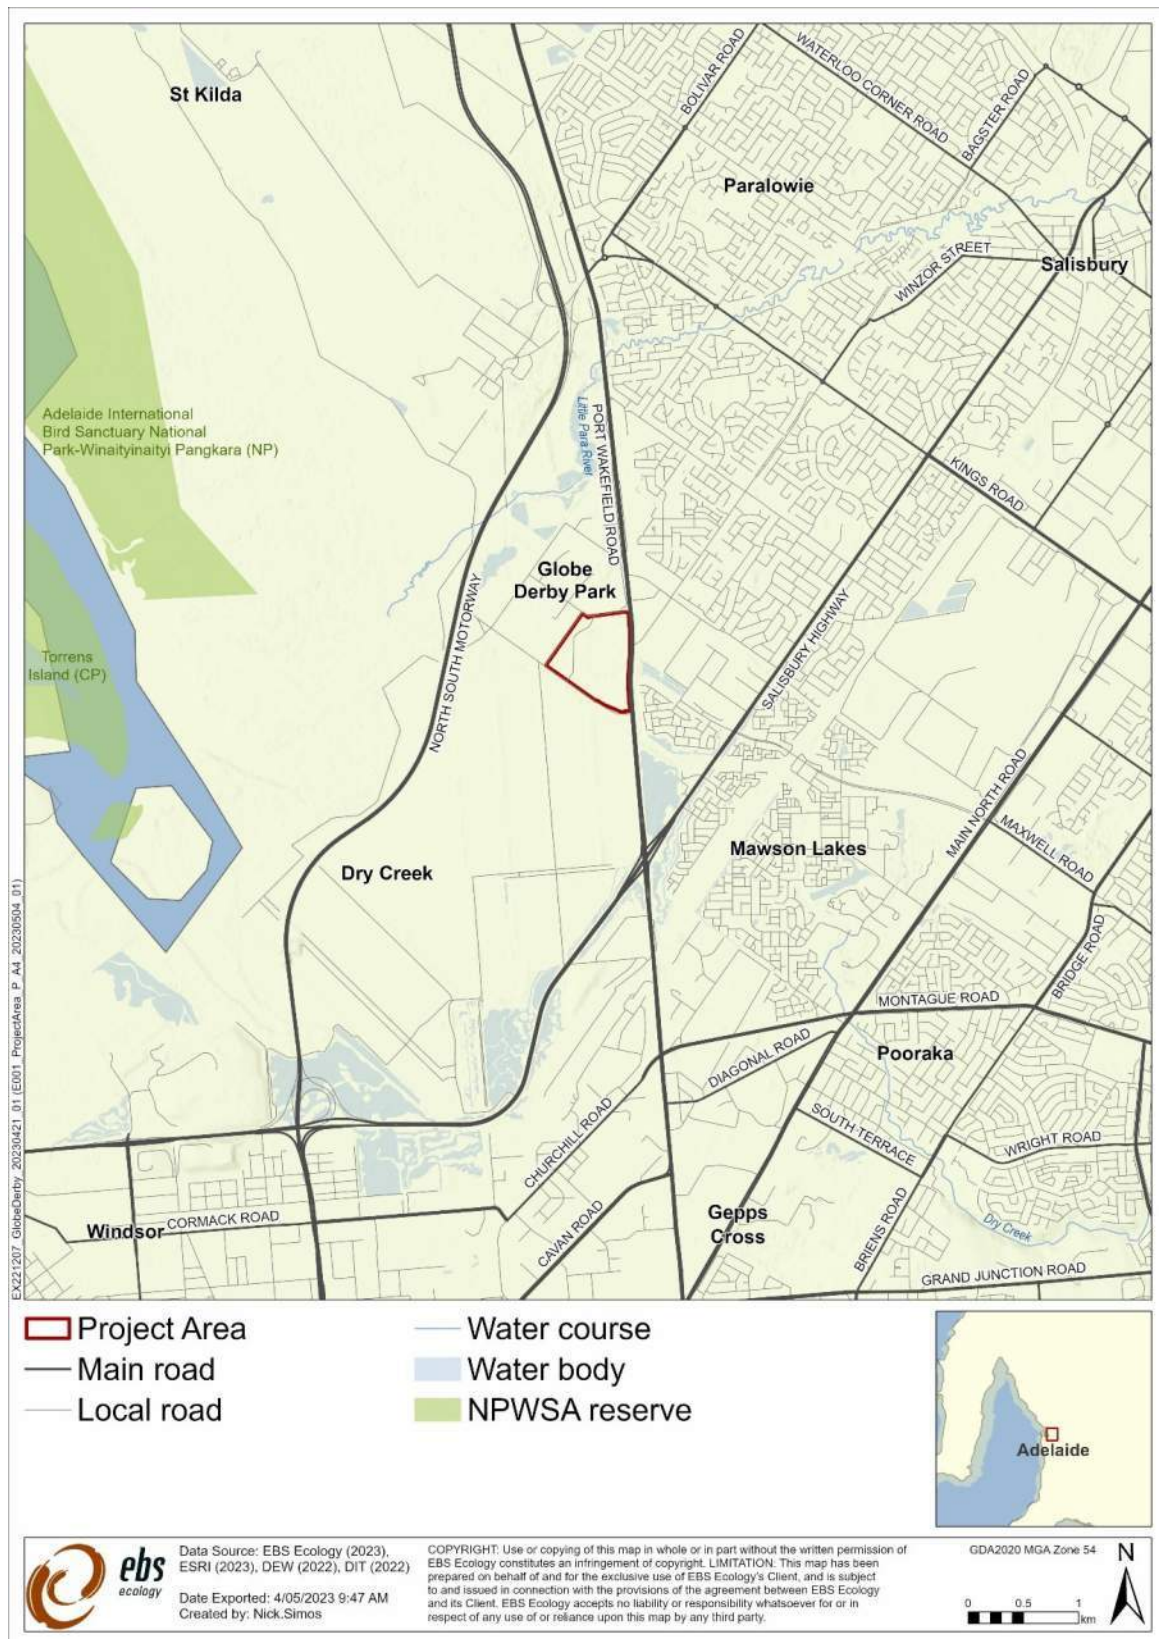 St Kilda
BOLIVAR ROAD
WATERLOO CORNER ROAD
BAGSTER ROAD
Paralowie
WINZOR STREET
Salisbury
Adelaide International
Bird Sanctuary National
Park-Winaityinaityi Pangkara (NP)
Little Para River
PORT WAKEFIELD ROAD
KINGS ROAD
Globe
Derby Park
NORTH SOUTH MOTORWAY
SALISBURY HIGHWAY
Torrens
Island (CP)
MAIN NORTH ROAD
MAXWELL ROAD
Mawson Lakes
Dry Creek
BRIDGE ROAD
MONTAGUE ROAD
DIAGONAL ROAD
Pooraka
CHURCHILL ROAD
SOUTH TERRACE
WRIGHT ROAD
Windsor
CORMACK ROAD
CAVAN ROAD
Gepps
Cross
BRIENS ROAD
Dry Creek
GRAND JUNCTION ROAD
EX221207_GlobeDerby_20230421_01 (E001_ProjectArea_P_A4_20230504_01)
Project Area
Main road
Local road
Water course
Water body
NPWSA reserve
Adelaide
ebs
ecology
Data Source: EBS Ecology (2023),
ESRI (2023), DEW (2022), DIT (2022)
Date Exported: 4/05/2023 9:47 AM
Created by: Nick.Simos
COPYRIGHT: Use or copying of this map in whole or in part without the written permission of
EBS Ecology constitutes an infringement of copyright. LIMITATION: This map has been
prepared on behalf of and for the exclusive use of EBS Ecology's Client, and is subject
to and issued in connection with the provisions of the agreement between EBS Ecology
and its Client. EBS Ecology accepts no liability or responsibility whatsoever for or in
respect of any use of or reliance upon this map by any third party.
GDA2020 MGA Zone 54
N
0 0.5 1
km